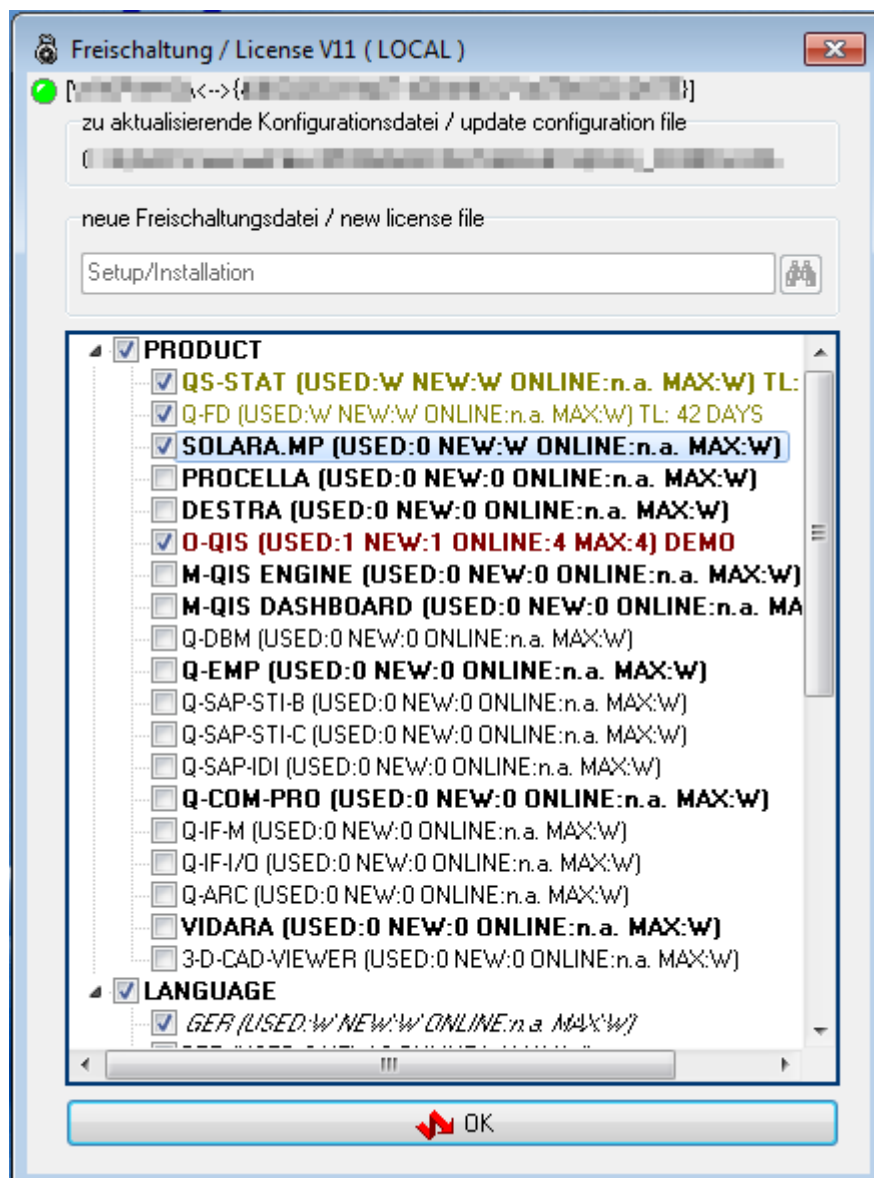 Freischaltung / License V11 ( LOCAL )
zu aktualisierende Konfigurationsdatei / update configuration file
neue Freischaltungsdatei / new license file
Setup/Installation
PRODUCT
QS-STAT (USED:W NEW:W ONLINE:n.a. MAX:W) TL:
Q-FD (USED:W NEW:W ONLINE:n.a. MAX:W) TL: 42 DAYS
SOLARA.MP (USED:0 NEW:W ONLINE:n.a. MAX:W)
PROCELLA (USED:0 NEW:0 ONLINE:n.a. MAX:W)
DESTRA (USED:0 NEW:0 ONLINE:n.a. MAX:W)
O-QIS (USED:1 NEW:1 ONLINE:4 MAX:4) DEMO
M-QIS ENGINE (USED:0 NEW:0 ONLINE:n.a. MAX:W)
M-QIS DASHBOARD (USED:0 NEW:0 ONLINE:n.a. MA
Q-DBM (USED:0 NEW:0 ONLINE:n.a. MAX:W)
Q-EMP (USED:0 NEW:0 ONLINE:n.a. MAX:W)
Q-SAP-STI-B (USED:0 NEW:0 ONLINE:n.a. MAX:W)
Q-SAP-STI-C (USED:0 NEW:0 ONLINE:n.a. MAX:W)
Q-SAP-IDI (USED:0 NEW:0 ONLINE:n.a. MAX:W)
Q-COM-PRO (USED:0 NEW:0 ONLINE:n.a. MAX:W)
Q-IF-M (USED:0 NEW:0 ONLINE:n.a. MAX:W)
Q-IF-I/O (USED:0 NEW:0 ONLINE:n.a. MAX:W)
Q-ARC (USED:0 NEW:0 ONLINE:n.a. MAX:W)
VIDARA (USED:0 NEW:0 ONLINE:n.a. MAX:W)
3-D-CAD-VIEWER (USED:0 NEW:0 ONLINE:n.a. MAX:W)
LANGUAGE
GER (USED:W NEW:W ONLINE:n.a. MAX:W)
OK